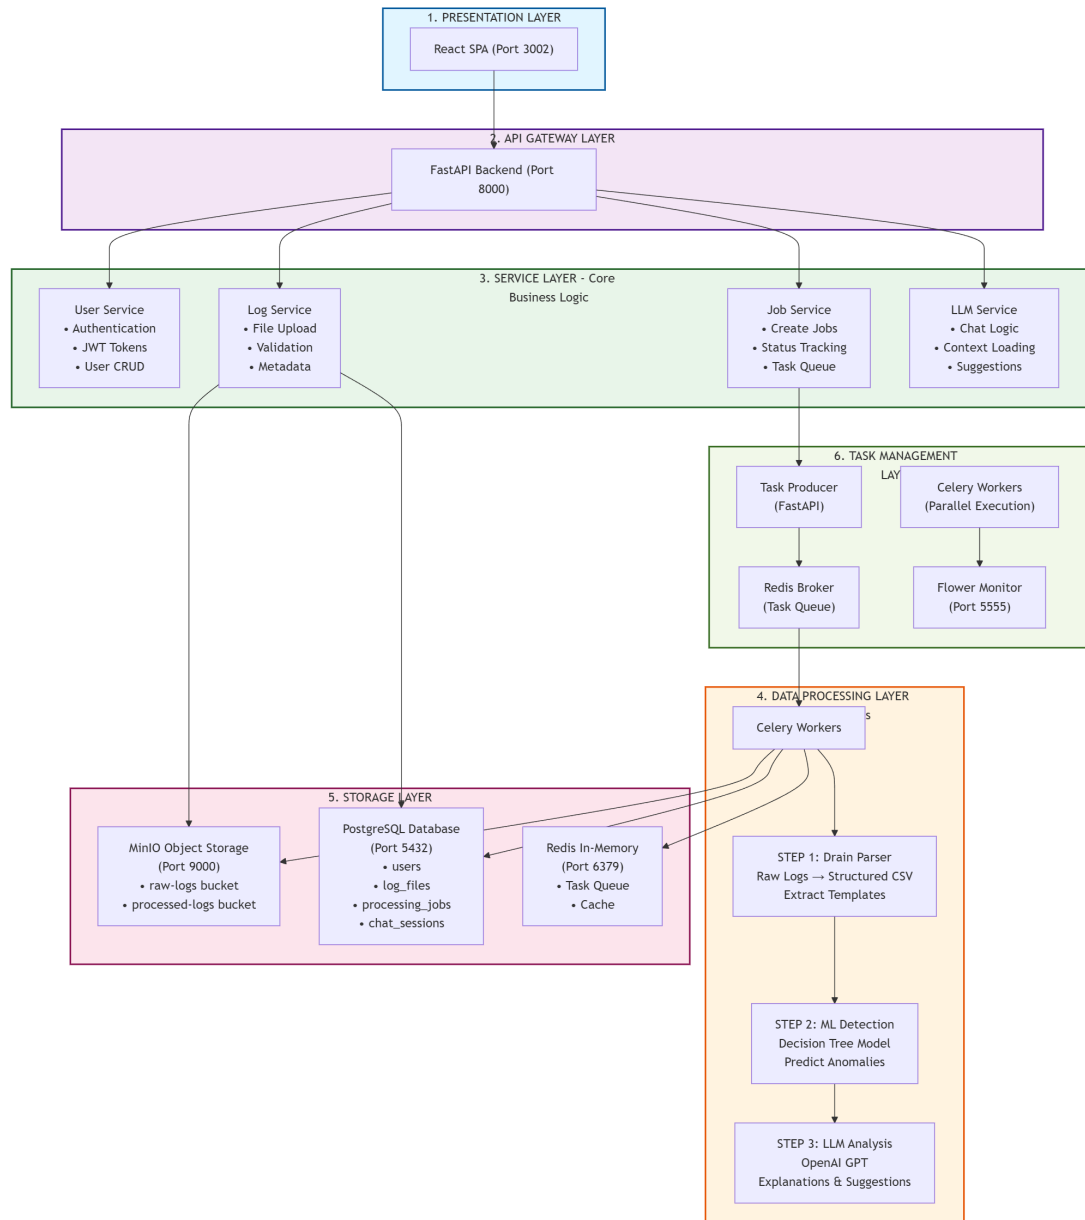 1. PRESENTATION LAYER
React SPA (Port 3002)
2. API GATEWAY LAYER
FastAPI Backend (Port
8000)
3. SERVICE LAYER - Core
Business Logic
User Service
• Authentication
• JWT Tokens
• User CRUD
Log Service
• File Upload
• Validation
• Metadata
Job Service
• Create Jobs
• Status Tracking
• Task Queue
LLM Service
• Chat Logic
• Context Loading
• Suggestions
6. TASK MANAGEMENT
Task Producer
(FastAPI)
Celery Workers
(Parallel Execution)
Redis Broker
(Task Queue)
Flower Monitor
(Port 5555)
4. DATA PROCESSING LAYER
Celery Workers
5. STORAGE LAYER
MinIO Object Storage
(Port 9000)
• raw-logs bucket
• processed-logs bucket
PostgreSQL Database
(Port 5432)
• users
• log_files
• processing_jobs
• chat_sessions
Redis In-Memory
(Port 6379)
• Task Queue
• Cache
STEP 1: Drain Parser
Raw Logs → Structured CSV
Extract Templates
STEP 2: ML Detection
Decision Tree Model
Predict Anomalies
STEP 3: LLM Analysis
OpenAI GPT
Explanations & Suggestions